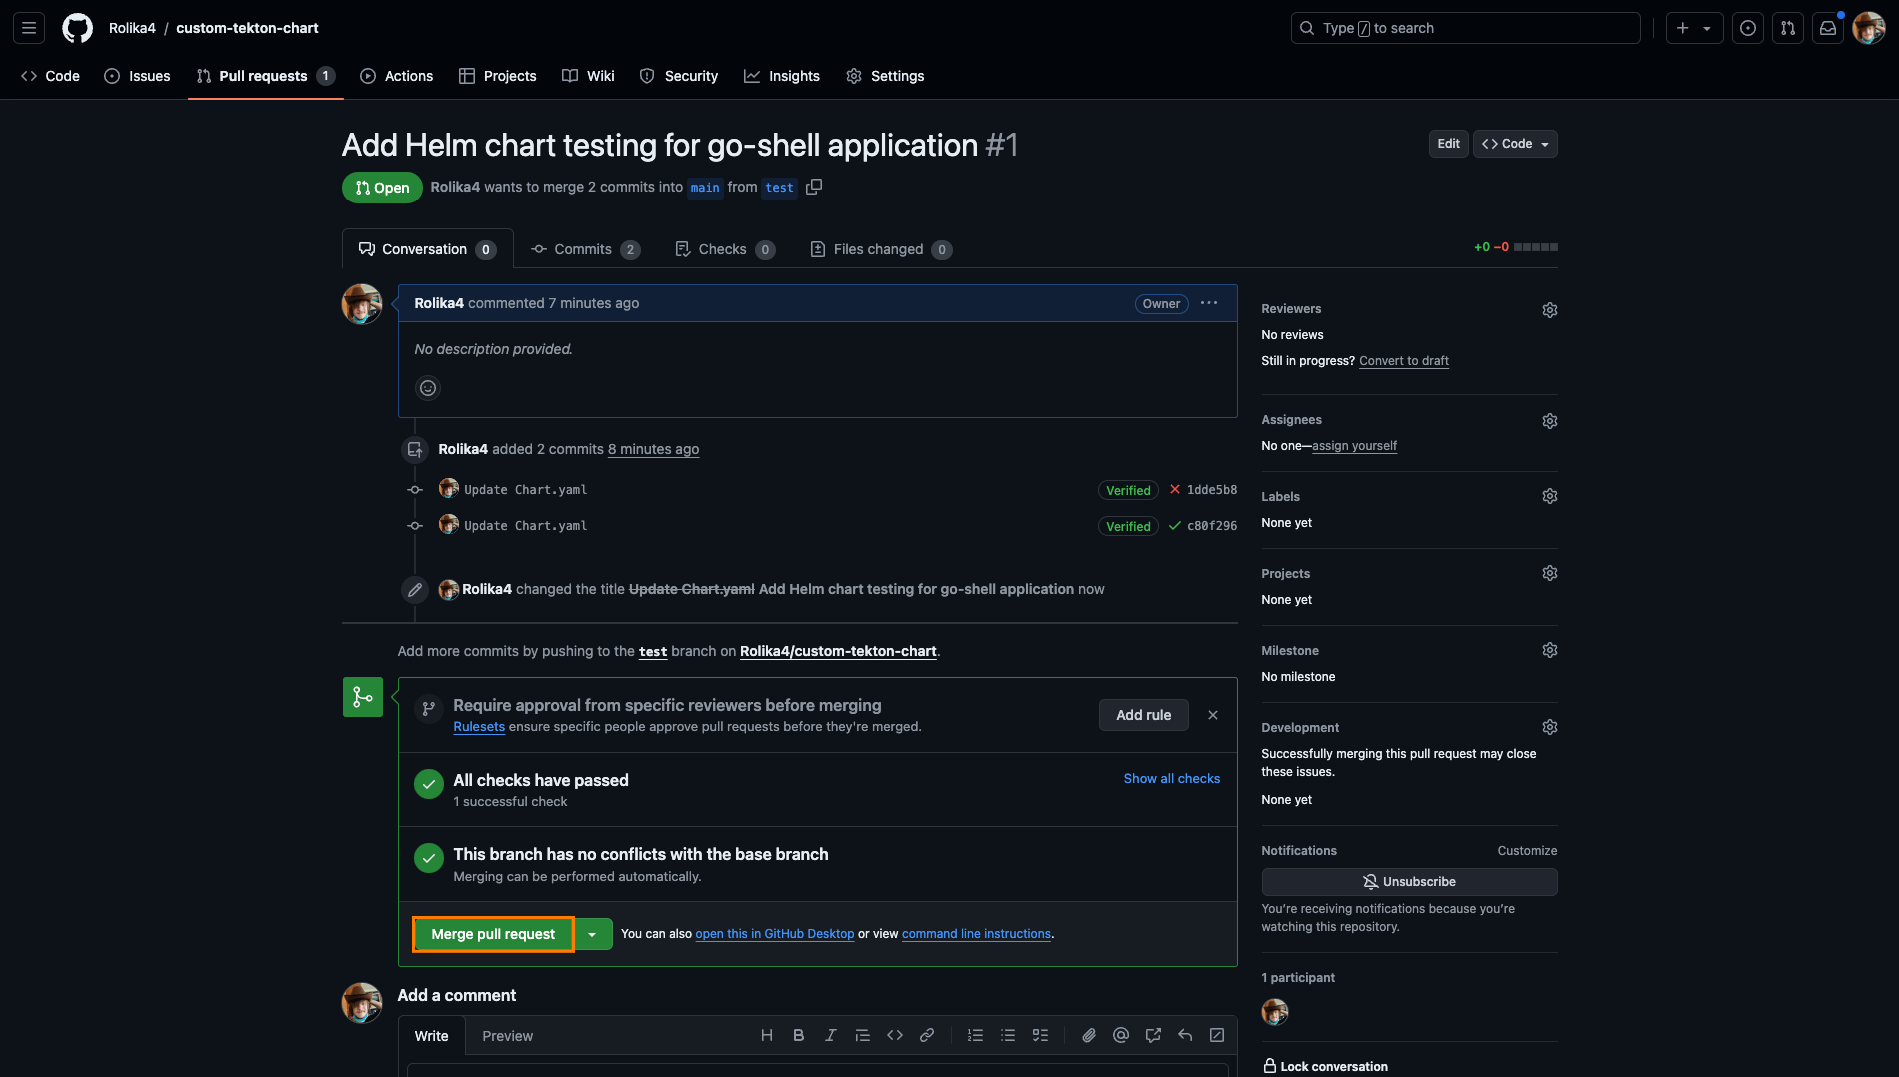 Rolika4 / custom-tekton-chart
Type / to search
Code
Issues
Pull requests 1
Actions
Projects
Wiki
Security
Insights
Settings
Add Helm chart testing for go-shell application #1
Edit
Code
Open
Rolika4 wants to merge 2 commits into main from test
Conversation 0
Commits 2
Checks 0
Files changed 0
+0 −0
Rolika4 commented 7 minutes ago
Owner
No description provided.
Rolika4 added 2 commits 8 minutes ago
Update Chart.yaml
Verified
1dde5b8
Update Chart.yaml
Verified
c80f296
Rolika4 changed the title Update Chart.yaml Add Helm chart testing for go-shell application now
Add more commits by pushing to the test branch on Rolika4/custom-tekton-chart.
Require approval from specific reviewers before merging
Rulesets ensure specific people approve pull requests before they're merged.
Add rule
All checks have passed
1 successful check
Show all checks
This branch has no conflicts with the base branch
Merging can be performed automatically.
Merge pull request
You can also open this in GitHub Desktop or view command line instructions.
Add a comment
Write
Preview
Reviewers
No reviews
Still in progress? Convert to draft
Assignees
No one—assign yourself
Labels
None yet
Projects
None yet
Milestone
No milestone
Development
Successfully merging this pull request may close
these issues.
None yet
Notifications
Customize
Unsubscribe
You're receiving notifications because you're
watching this repository.
1 participant
Lock conversation